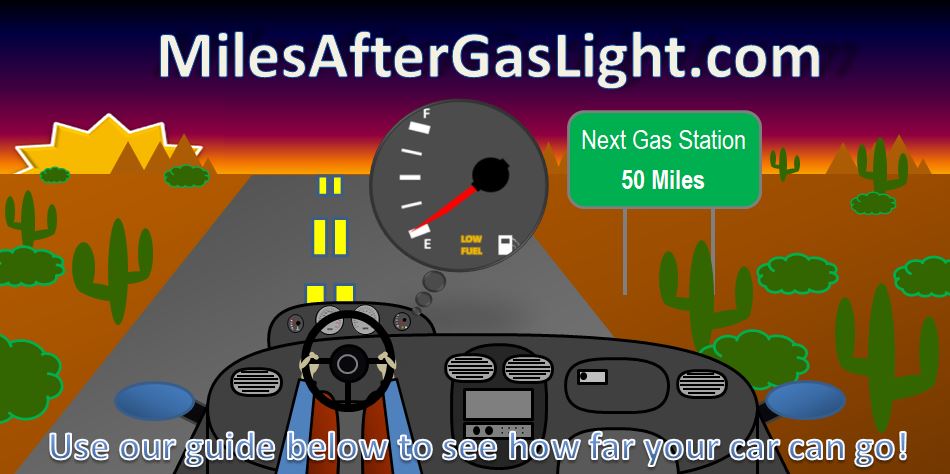 MilesAfterGasLight.com
F
Next Gas Station
50 Miles
E
LOW
FUEL
Use our guide below to see how far your car can go!